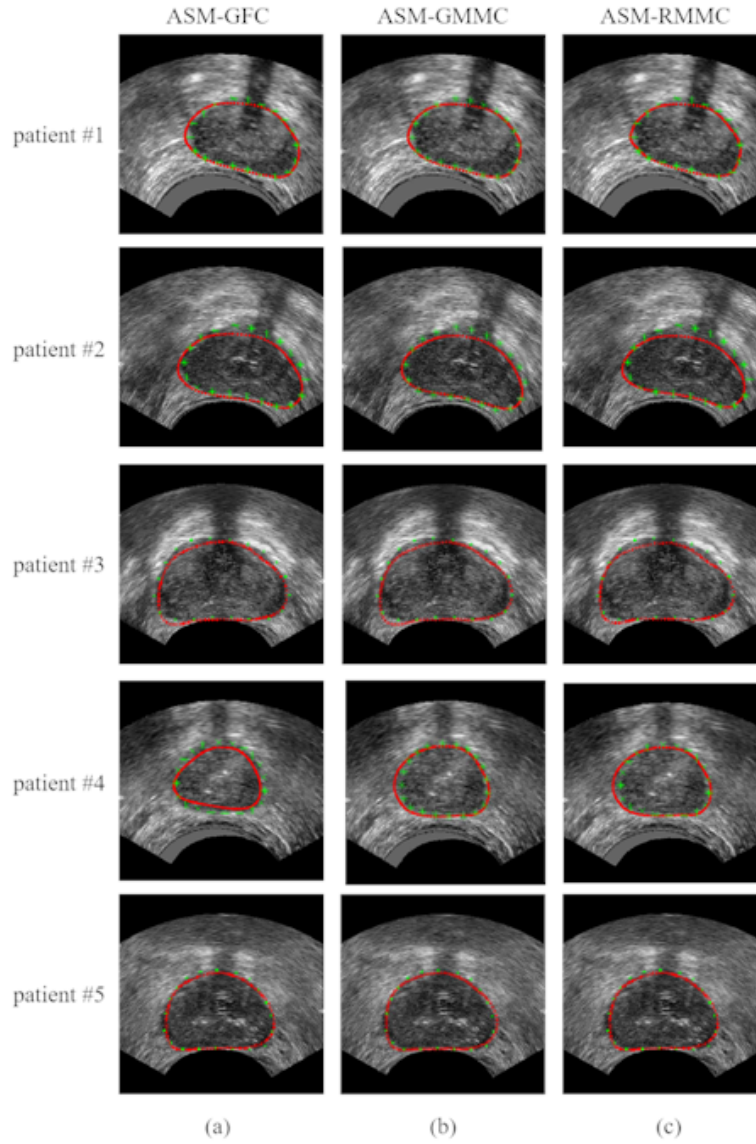 ASM-GFC ASM-GMMC ASM-RMMC
patient #1
patient #2
patient #3
patient #4
patient #5
(a) (b) (c)